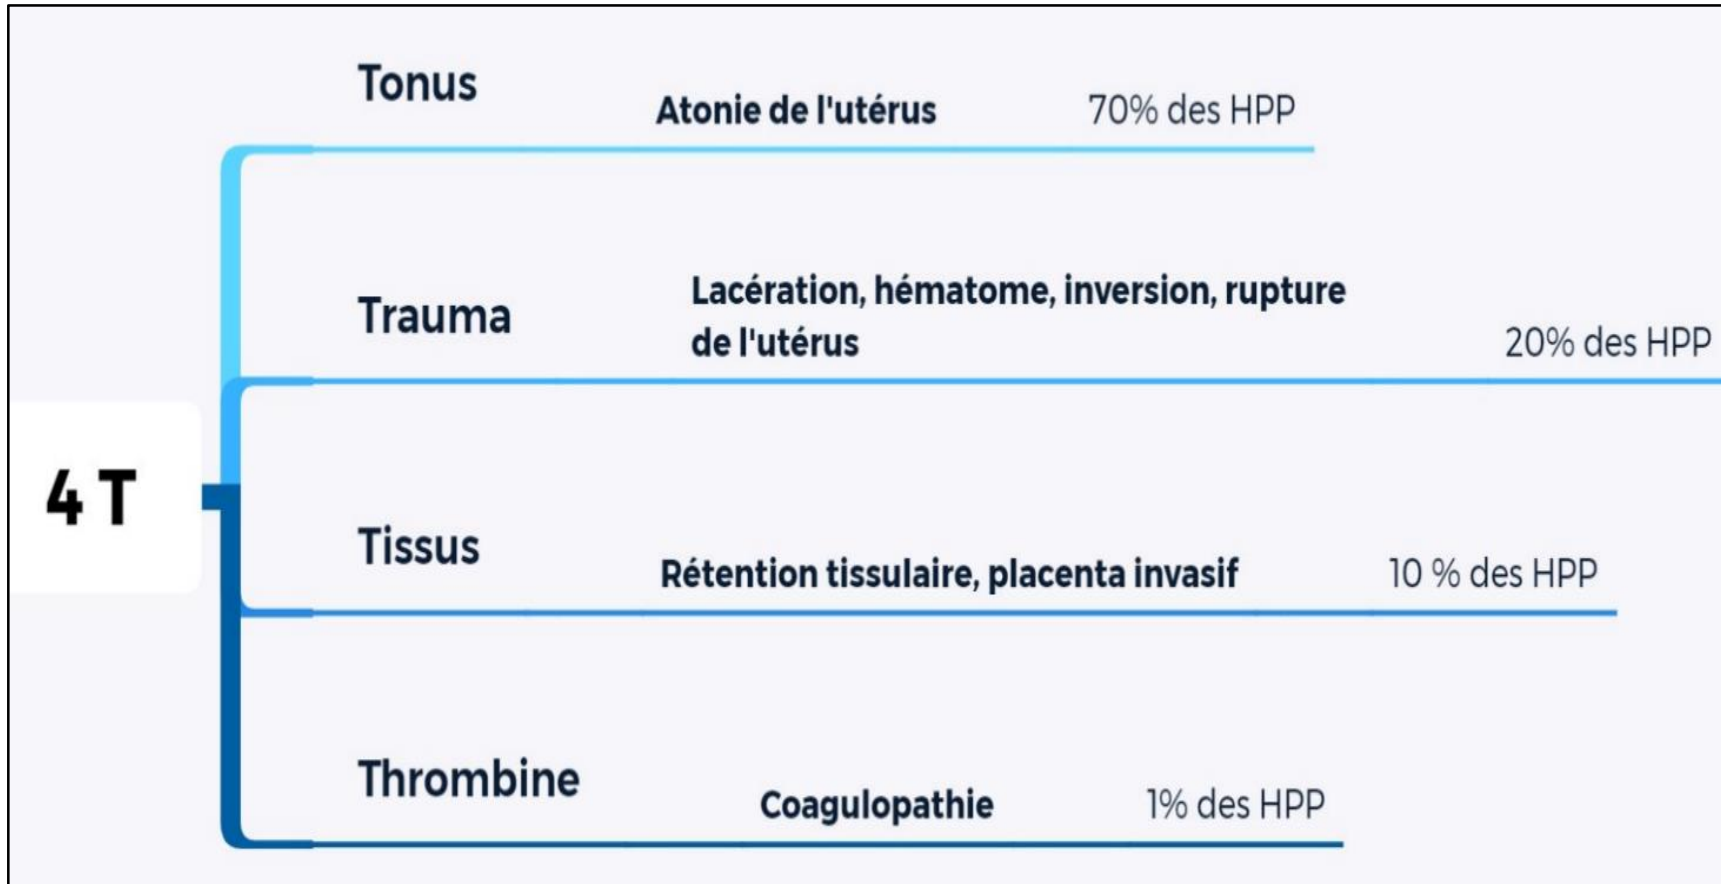 4 T
Tonus
Atonie de l'utérus
70% des HPP
Trauma
Lacération, hématome, inversion, rupture
de l'utérus
20% des HPP
Tissus
Rétention tissulaire, placenta invasif
10 % des HPP
Thrombine
Coagulopathie
1% des HPP